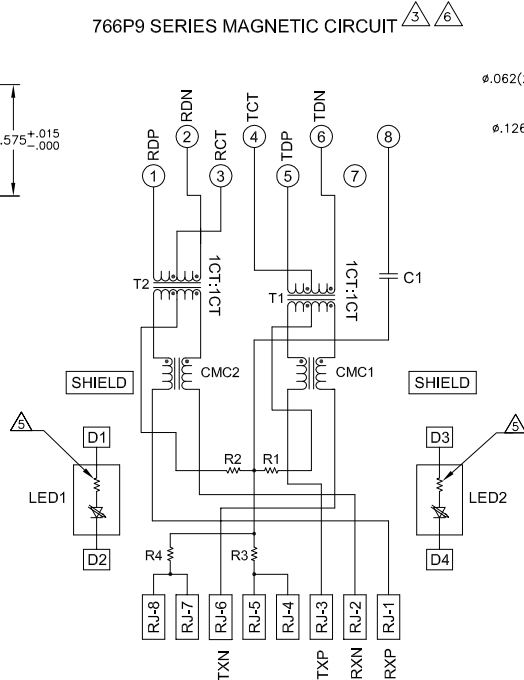 766P9 SERIES MAGNETIC CIRCUIT 3 6
ø.062(
ø.126
.575 +.015 -.000
RDP RDN RCT TCT TDP TDN
1 2 3 4 5 6 7 8
T2 1CT:1CT T1 1CT:1CT C1
CMC2 CMC1
SHIELD SHIELD
5 D1 D3 5
R2 R1
LED1 LED2
D2 D4
R4 R3
RJ-8 RJ-7 RJ-6 RJ-5 RJ-4 RJ-3 RJ-2 RJ-1
TXN TXP RXN RXP